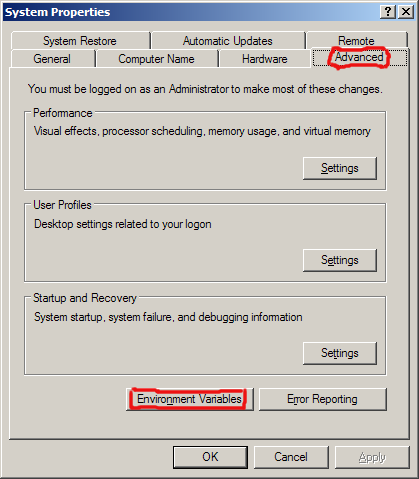 System Properties
System Restore Automatic Updates Remote
General Computer Name Hardware Advanced
You must be logged on as an Administrator to make most of these changes.
Performance
Visual effects, processor scheduling, memory usage, and virtual memory
Settings
User Profiles
Desktop settings related to your logon
Settings
Startup and Recovery
System startup, system failure, and debugging information
Settings
Environment Variables Error Reporting
OK Cancel Apply